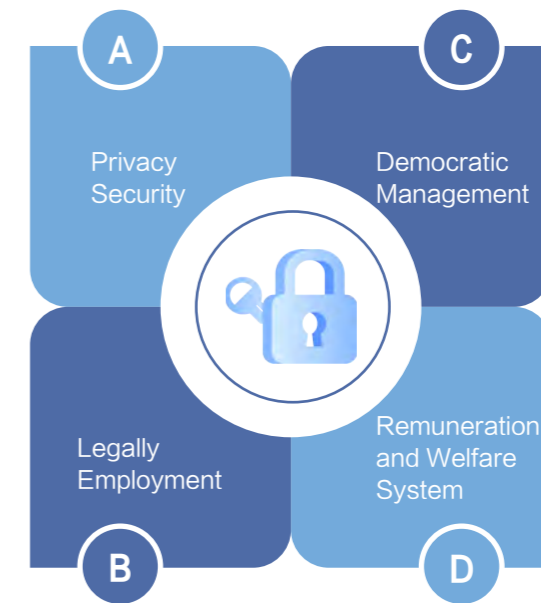 A
Privacy
Security
C
Democratic
Management
Legally
Employment
B
Remuneration
and Welfare
System
D